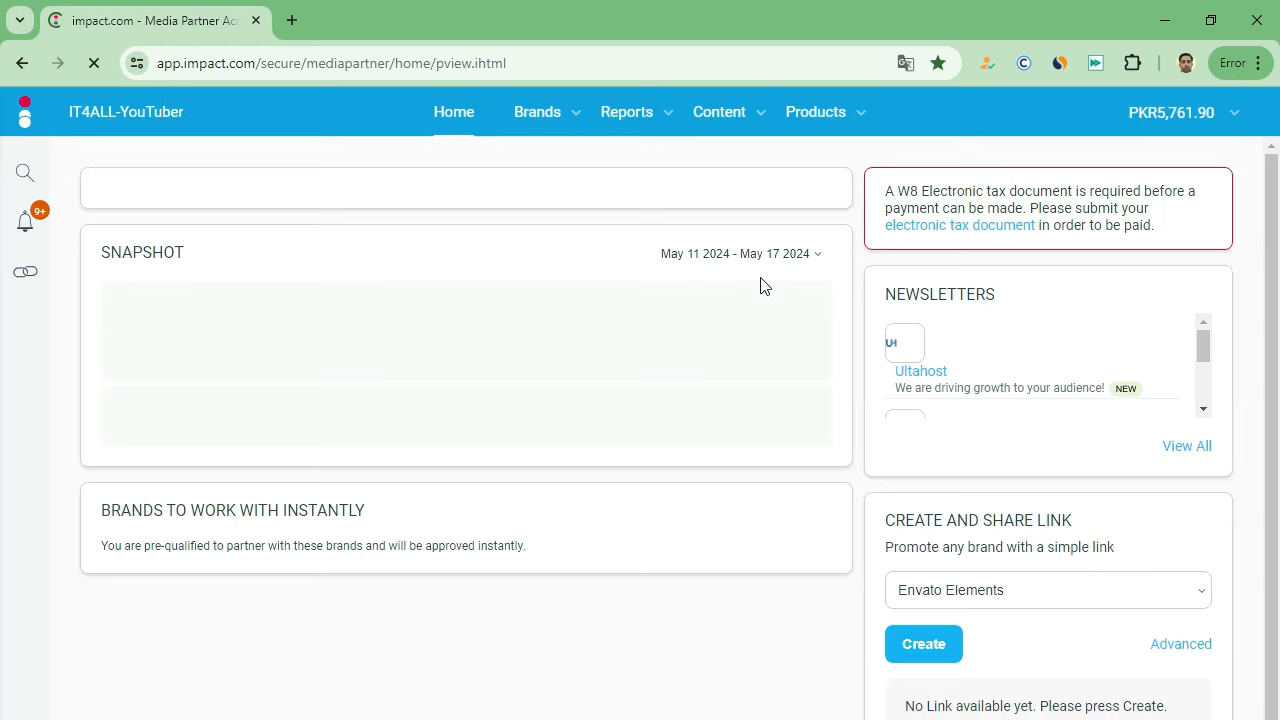 impact.com - Media Partner Ac
app.impact.com/secure/mediapartner/home/pview.ihtml
Error
IT4ALL-YouTuber
Home
Brands
Reports
Content
Products
PKR5,761.90
9+
SNAPSHOT
May 11 2024 - May 17 2024
BRANDS TO WORK WITH INSTANTLY
You are pre-qualified to partner with these brands and will be approved instantly.
A W8 Electronic tax document is required before a
payment can be made. Please submit your
electronic tax document in order to be paid.
NEWSLETTERS
UH
Ultahost
We are driving growth to your audience! NEW
View All
CREATE AND SHARE LINK
Promote any brand with a simple link
Envato Elements
Create
Advanced
No Link available yet. Please press Create.